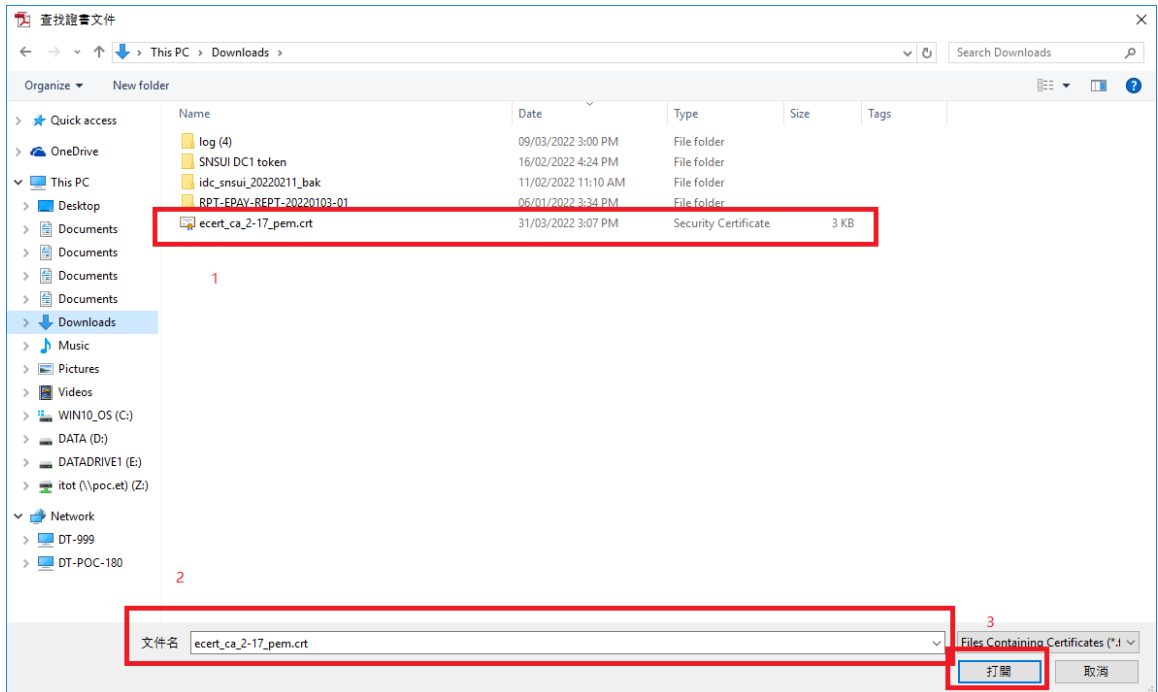 查找證書文件
This PC > Downloads >
Search Downloads
Organize
New folder
Name Date Type Size Tags
Quick access
OneDrive
This PC
Desktop
Documents
Documents
Documents
Documents
Downloads
Music
Pictures
Videos
WIN10_OS (C:)
DATA (D:)
DATADRIVE1 (E:)
itot (\\poc.et) (Z:)
Network
DT-999
DT-POC-180
log (4) 09/03/2022 3:00 PM File folder
SNSUI DC1 token 16/02/2022 4:24 PM File folder
idc_snsui_20220211_bak 11/02/2022 11:10 AM File folder
RPT-EPAY-REPT-20220103-01 06/01/2022 3:34 PM File folder
ecert_ca_2-17_pem.crt 31/03/2022 3:07 PM Security Certificate 3 KB
1
2
文件名 ecert_ca_2-17_pem.crt
3
Files Containing Certificates (*.f
打開 取消